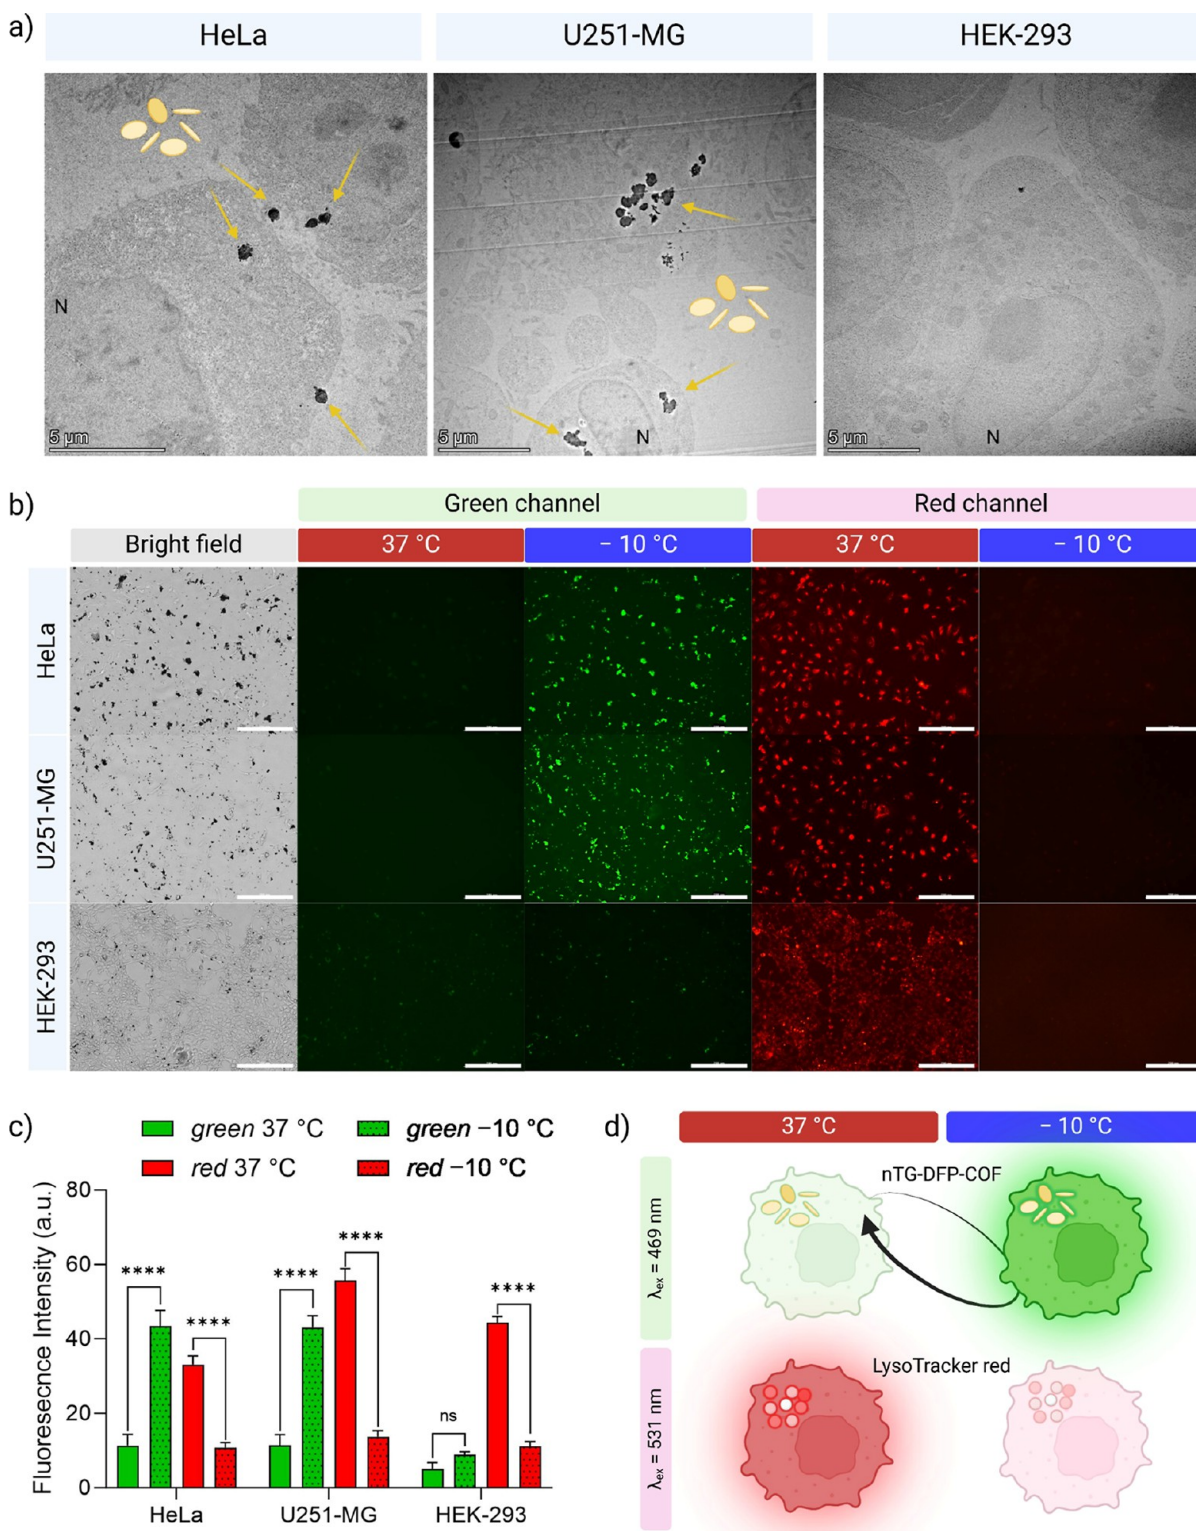 a)
HeLa
U251-MG
HEK-293
N
5 µm
N
5 µm
N
5 µm
b)
Green channel
Red channel
Bright field
37 °C
− 10 °C
37 °C
− 10 °C
HeLa
U251-MG
HEK-293
c)
green 37 °C
green −10 °C
red 37 °C
red −10 °C
Fluoresecnce Intensity (a.u.)
80
60
40
20
0
****
****
****
****
ns
****
HeLa
U251-MG
HEK-293
d)
37 °C
− 10 °C
λex = 469 nm
nTG-DFP-COF
λex = 531 nm
LysoTracker red